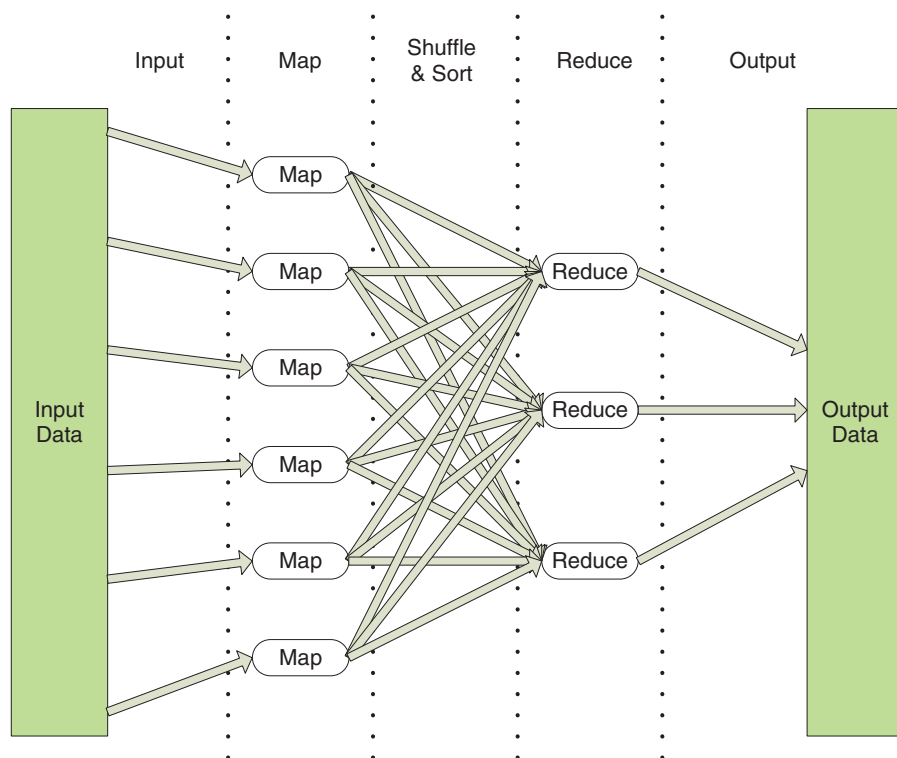 Input
Map
Shuffle
& Sort
Reduce
Output
Map
Map
Map
Map
Map
Map
Reduce
Reduce
Reduce
Input
Data
Output
Data